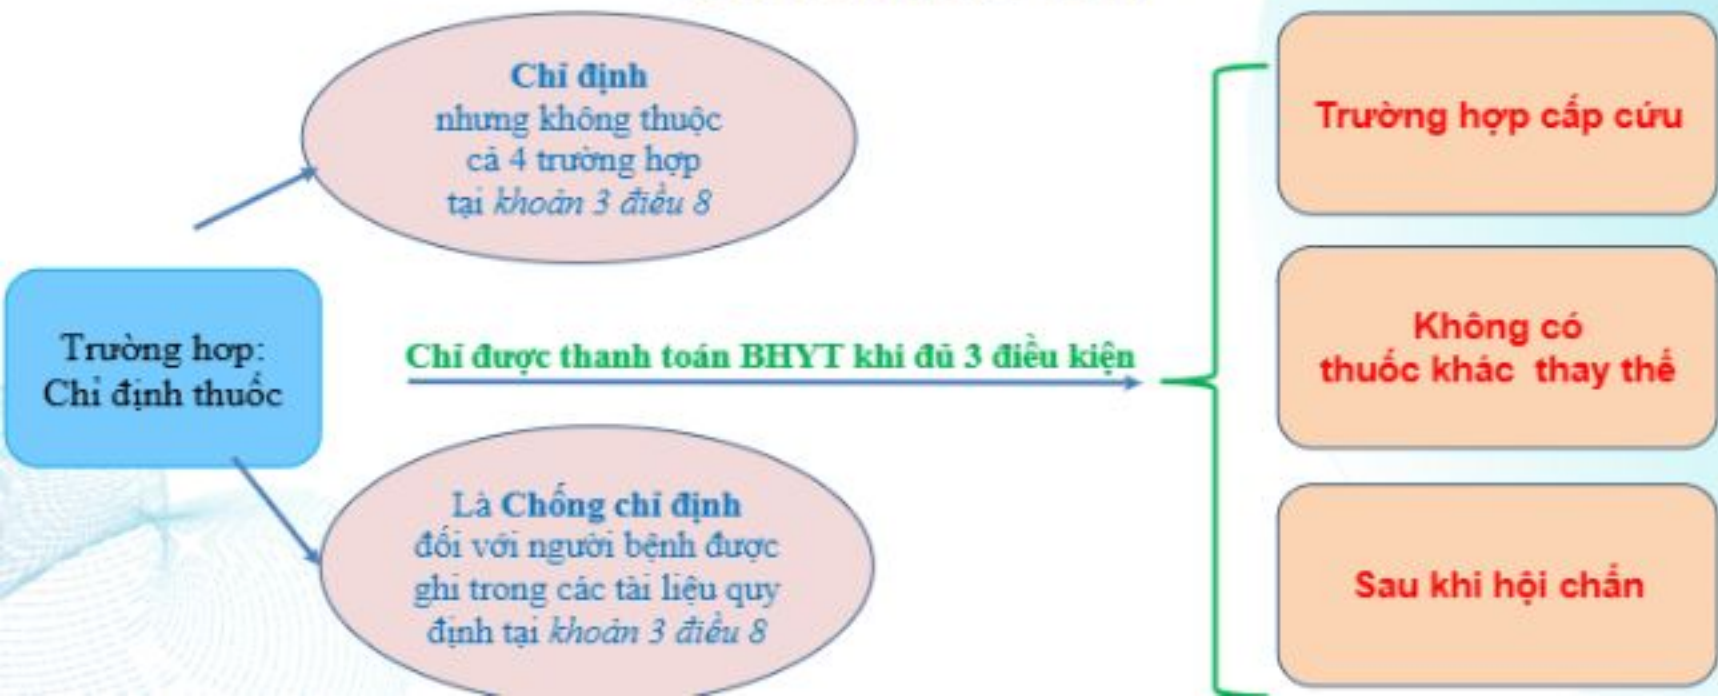 Chỉ định
nhưng không thuộc
cả 4 trường hợp
tại khoản 3 điều 8
Trường hợp:
Chỉ định thuốc
Chỉ được thanh toán BHYT khi đủ 3 điều kiện
Là Chống chỉ định
đối với người bệnh được
ghi trong các tài liệu quy
định tại khoản 3 điều 8
Trường hợp cấp cứu
Không có
thuốc khác thay thế
Sau khi hội chẩn